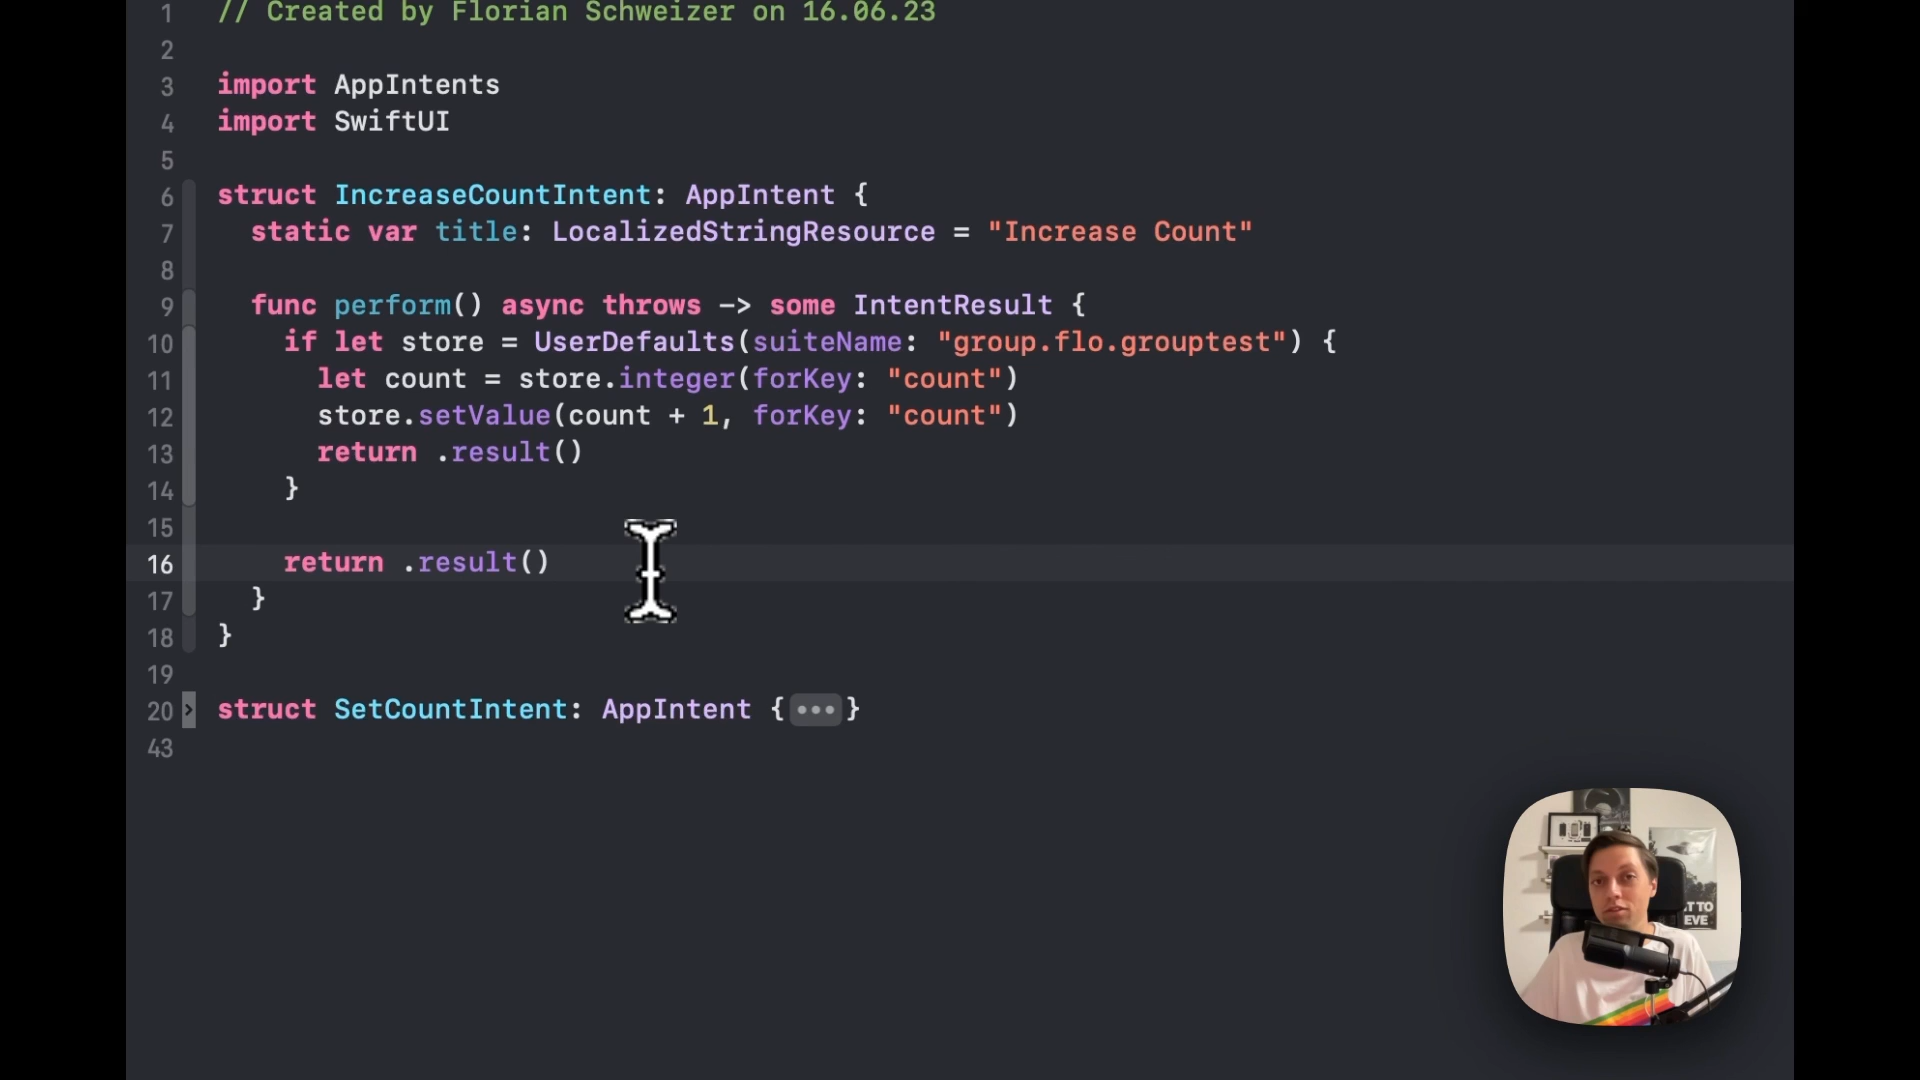 1 // Created by Florian Schweizer on 16.06.23
2
3 import AppIntents
4 import SwiftUI
5
6 struct IncreaseCountIntent: AppIntent {
7 static var title: LocalizedStringResource = "Increase Count"
8
9 func perform() async throws -> some IntentResult {
10 if let store = UserDefaults(suiteName: "group.flo.grouptest") {
11 let count = store.integer(forKey: "count")
12 store.setValue(count + 1, forKey: "count")
13 return .result()
14 }
15
16 return .result()
17 }
18 }
19
20 struct SetCountIntent: AppIntent {•••}
43
T TO
EVE